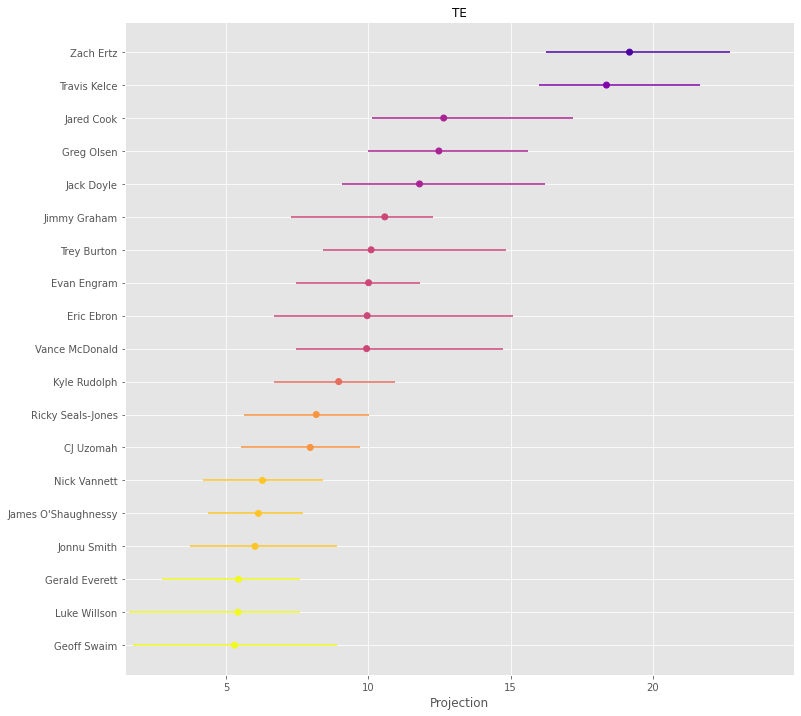 TE
Zach Ertz
Travis Kelce
Jared Cook
Greg Olsen
Jack Doyle
Jimmy Graham
Trey Burton
Evan Engram
Eric Ebron
Vance McDonald
Kyle Rudolph
Ricky Seals-Jones
CJ Uzomah
Nick Vannett
James O'Shaughnessy
Jonnu Smith
Gerald Everett
Luke Willson
Geoff Swaim
5 10 15 20
Projection